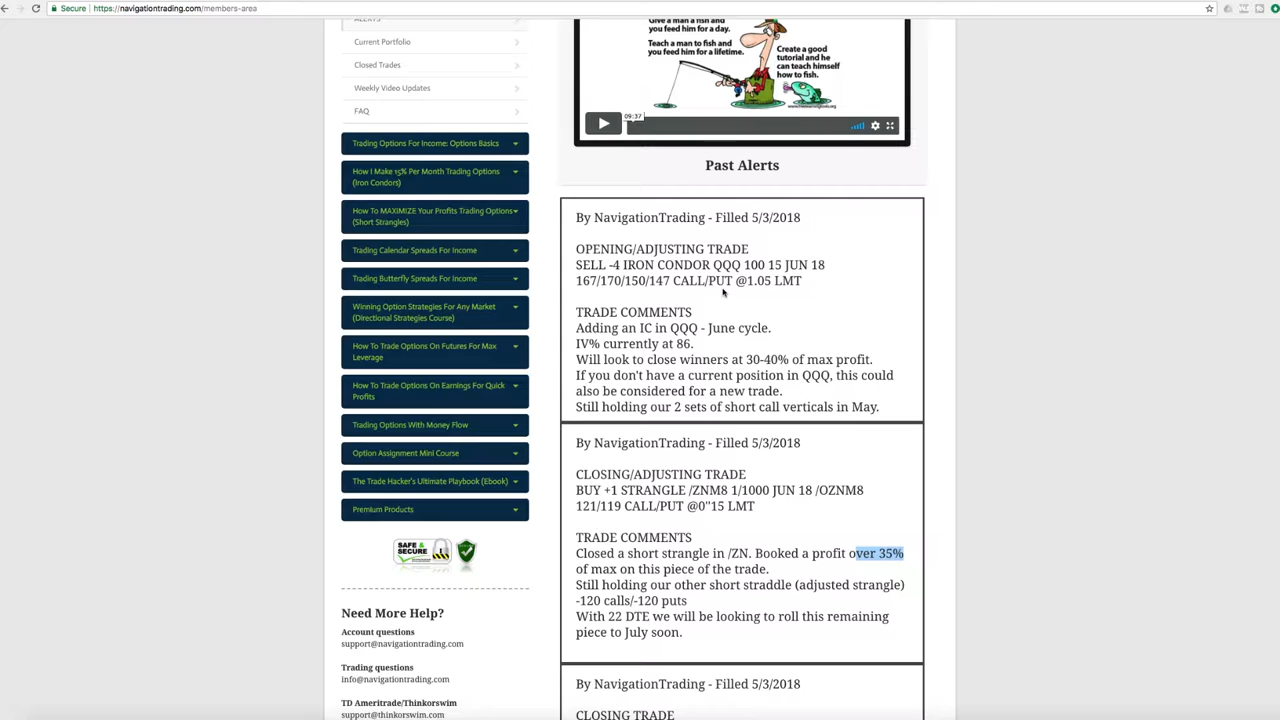 https://navigationtrading.com/members-area
ALERTS
Current Portfolio
Closed Trades
Weekly Video Updates
FAQ
Trading Options For Income: Options Basics
How I Make 15% Per Month Trading Options
(Iron Condors)
How To MAXIMIZE Your Profits Trading Options
(Short Strangles)
Trading Calendar Spreads For Income
Trading Butterfly Spreads For Income
Winning Option Strategies For Any Market
(Directional Strategies Course)
How To Trade Options On Futures For Max
Leverage
How To Trade Options On Earnings For Quick
Profits
Trading Options With Money Flow
Option Assignment Mini Course
The Trade Hacker's Ultimate Playbook (Ebook)
Premium Products
SAFE &
SECURE
Need More Help?
Account questions
support@navigationtrading.com
Trading questions
info@navigationtrading.com
TD Ameritrade/Thinkorswim
support@thinkorswim.com
Give a man a fish and
you feed him for a day.
Teach a man to fish and
you feed him for a lifetime.
Create a good
tutorial and he
can teach himself
how to fish.
09:37
Past Alerts
By NavigationTrading - Filled 5/3/2018
OPENING/ADJUSTING TRADE
SELL -4 IRON CONDOR QQQ 100 15 JUN 18
167/170/150/147 CALL/PUT @1.05 LMT
TRADE COMMENTS
Adding an IC in QQQ - June cycle.
IV% currently at 86.
Will look to close winners at 30-40% of max profit.
If you don't have a current position in QQQ, this could
also be considered for a new trade.
Still holding our 2 sets of short call verticals in May.
By NavigationTrading - Filled 5/3/2018
CLOSING/ADJUSTING TRADE
BUY +1 STRANGLE /ZNM8 1/1000 JUN 18 /OZNM8
121/119 CALL/PUT @0"15 LMT
TRADE COMMENTS
Closed a short strangle in /ZN. Booked a profit over 35%
of max on this piece of the trade.
Still holding our other short straddle (adjusted strangle)
-120 calls/-120 puts
With 22 DTE we will be looking to roll this remaining
piece to July soon.
By NavigationTrading - Filled 5/3/2018
CLOSING TRADE